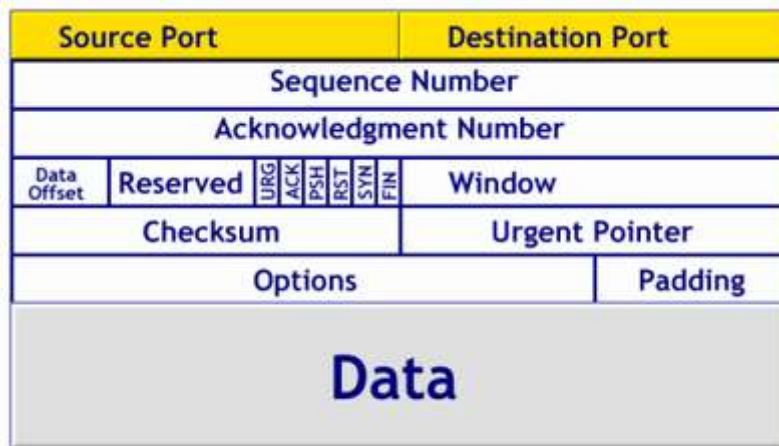 Source Port Destination Port
Sequence Number
Acknowledgment Number
Data Offset Reserved URG ACK PSH RST SYN FIN Window
Checksum Urgent Pointer
Options Padding
Data